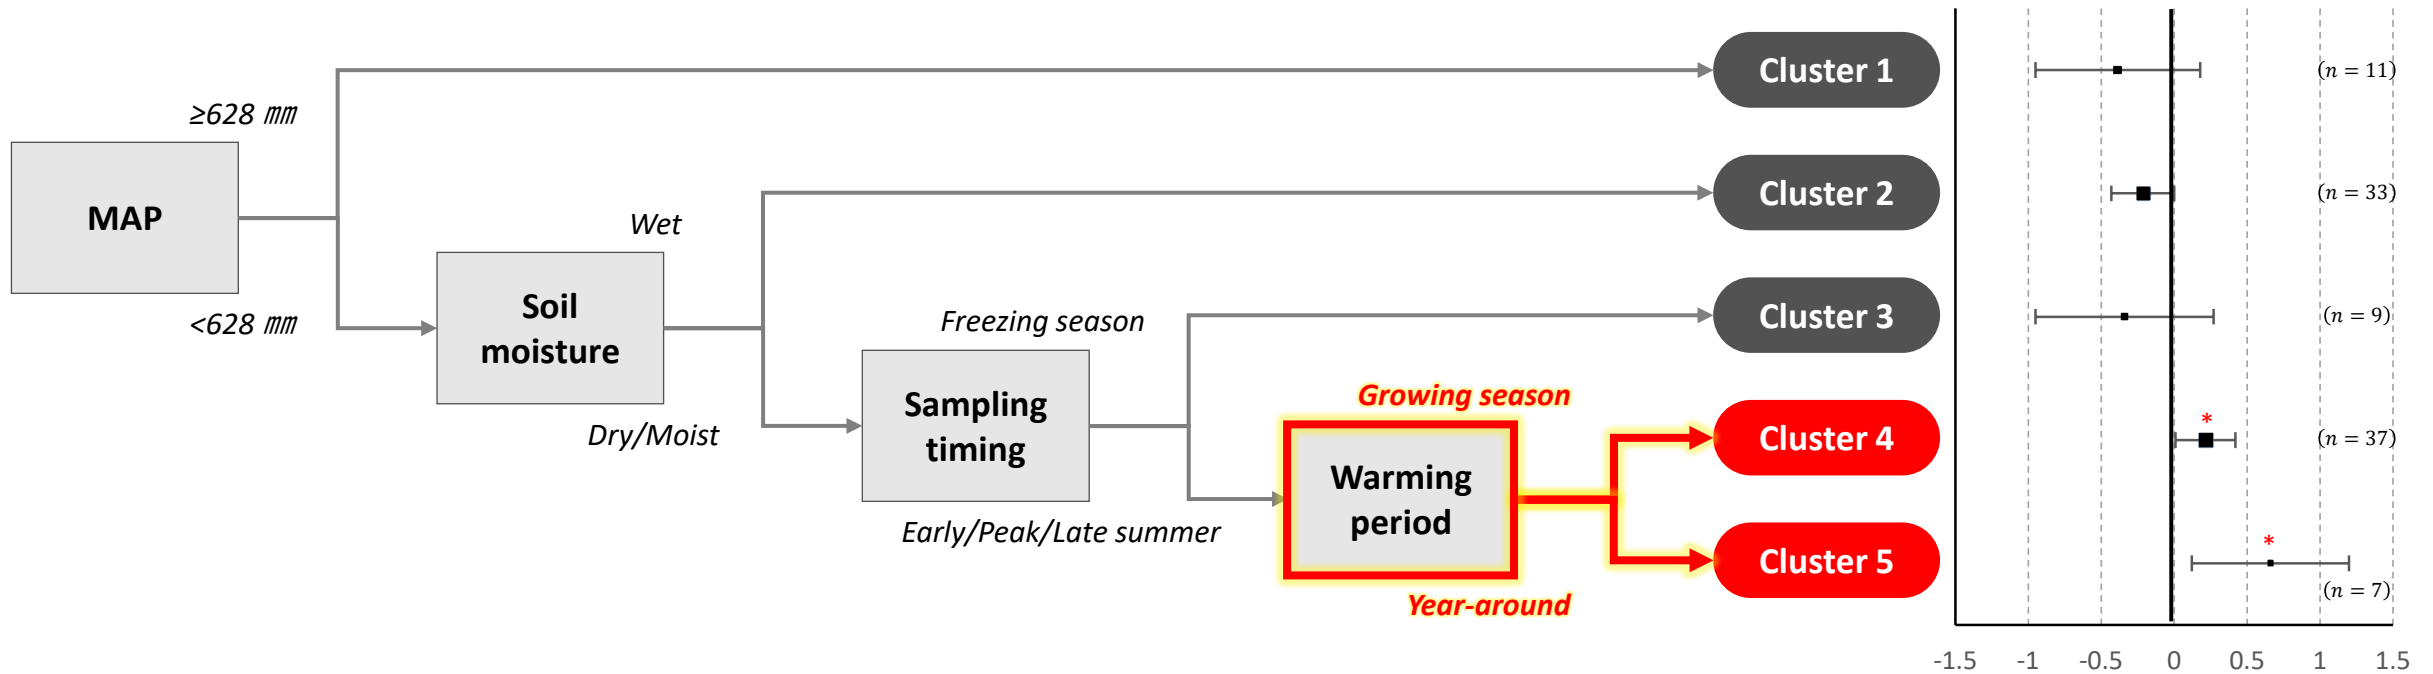 ≥628 ㎜
MAP
<628 ㎜
Wet
Soil
moisture
Dry/Moist
Freezing season
Sampling
timing
Early/Peak/Late summer
Growing season
Warming
period
Year-around
Cluster 1
(n = 11)
Cluster 2
(n = 33)
Cluster 3
(n = 9)
Cluster 4
*
(n = 37)
Cluster 5
*
(n = 7)
-1.5 -1 -0.5 0 0.5 1 1.5